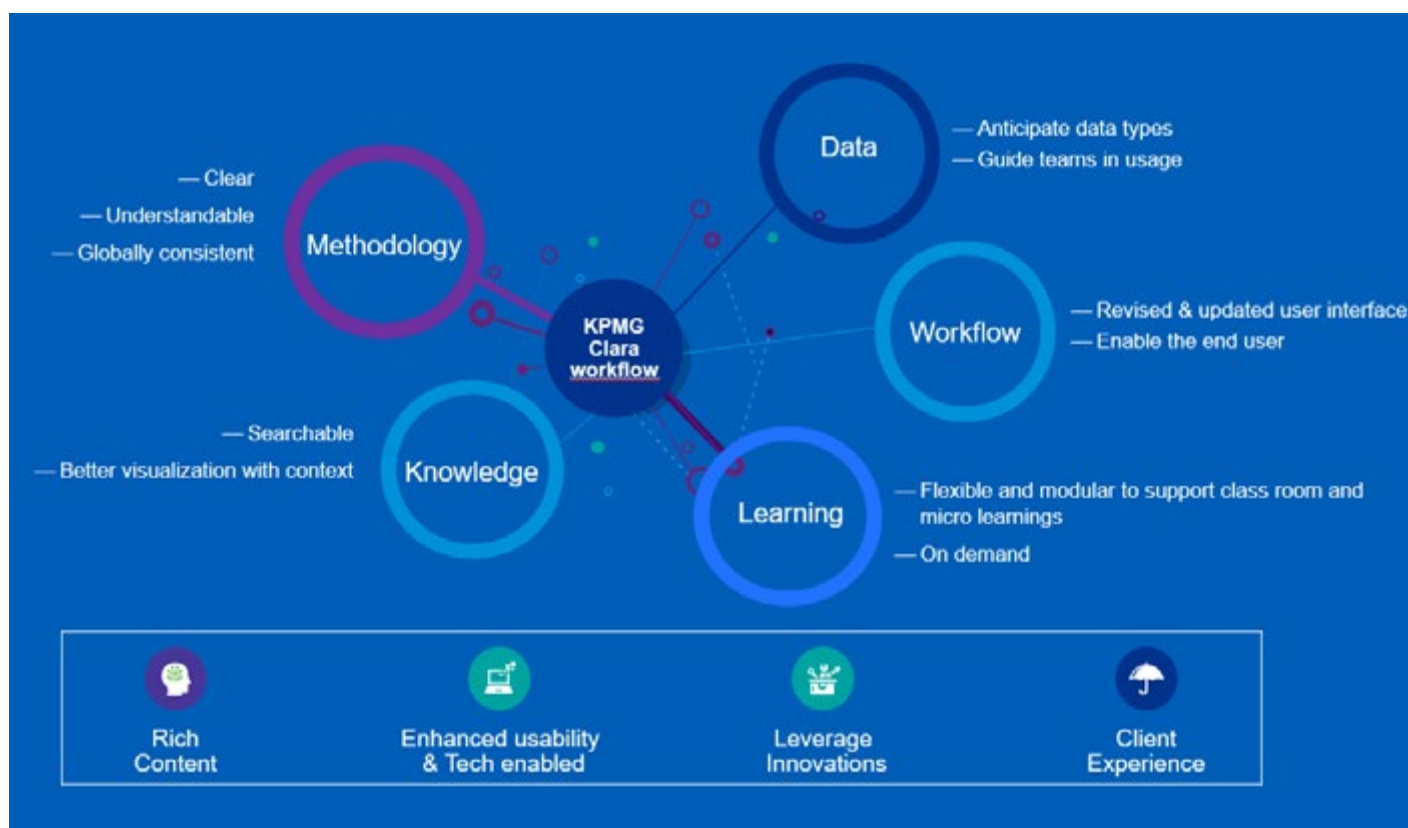 Data
— Anticipate data types
— Guide teams in usage
— Clear
— Understandable
— Globally consistent
Methodology
KPMG
Clara
workflow
Workflow
— Revised & updated user interface
— Enable the end user
— Searchable
— Better visualization with context
Knowledge
Learning
— Flexible and modular to support class room and
micro learnings
— On demand
Rich
Content
Enhanced usability
& Tech enabled
Leverage
Innovations
Client
Experience